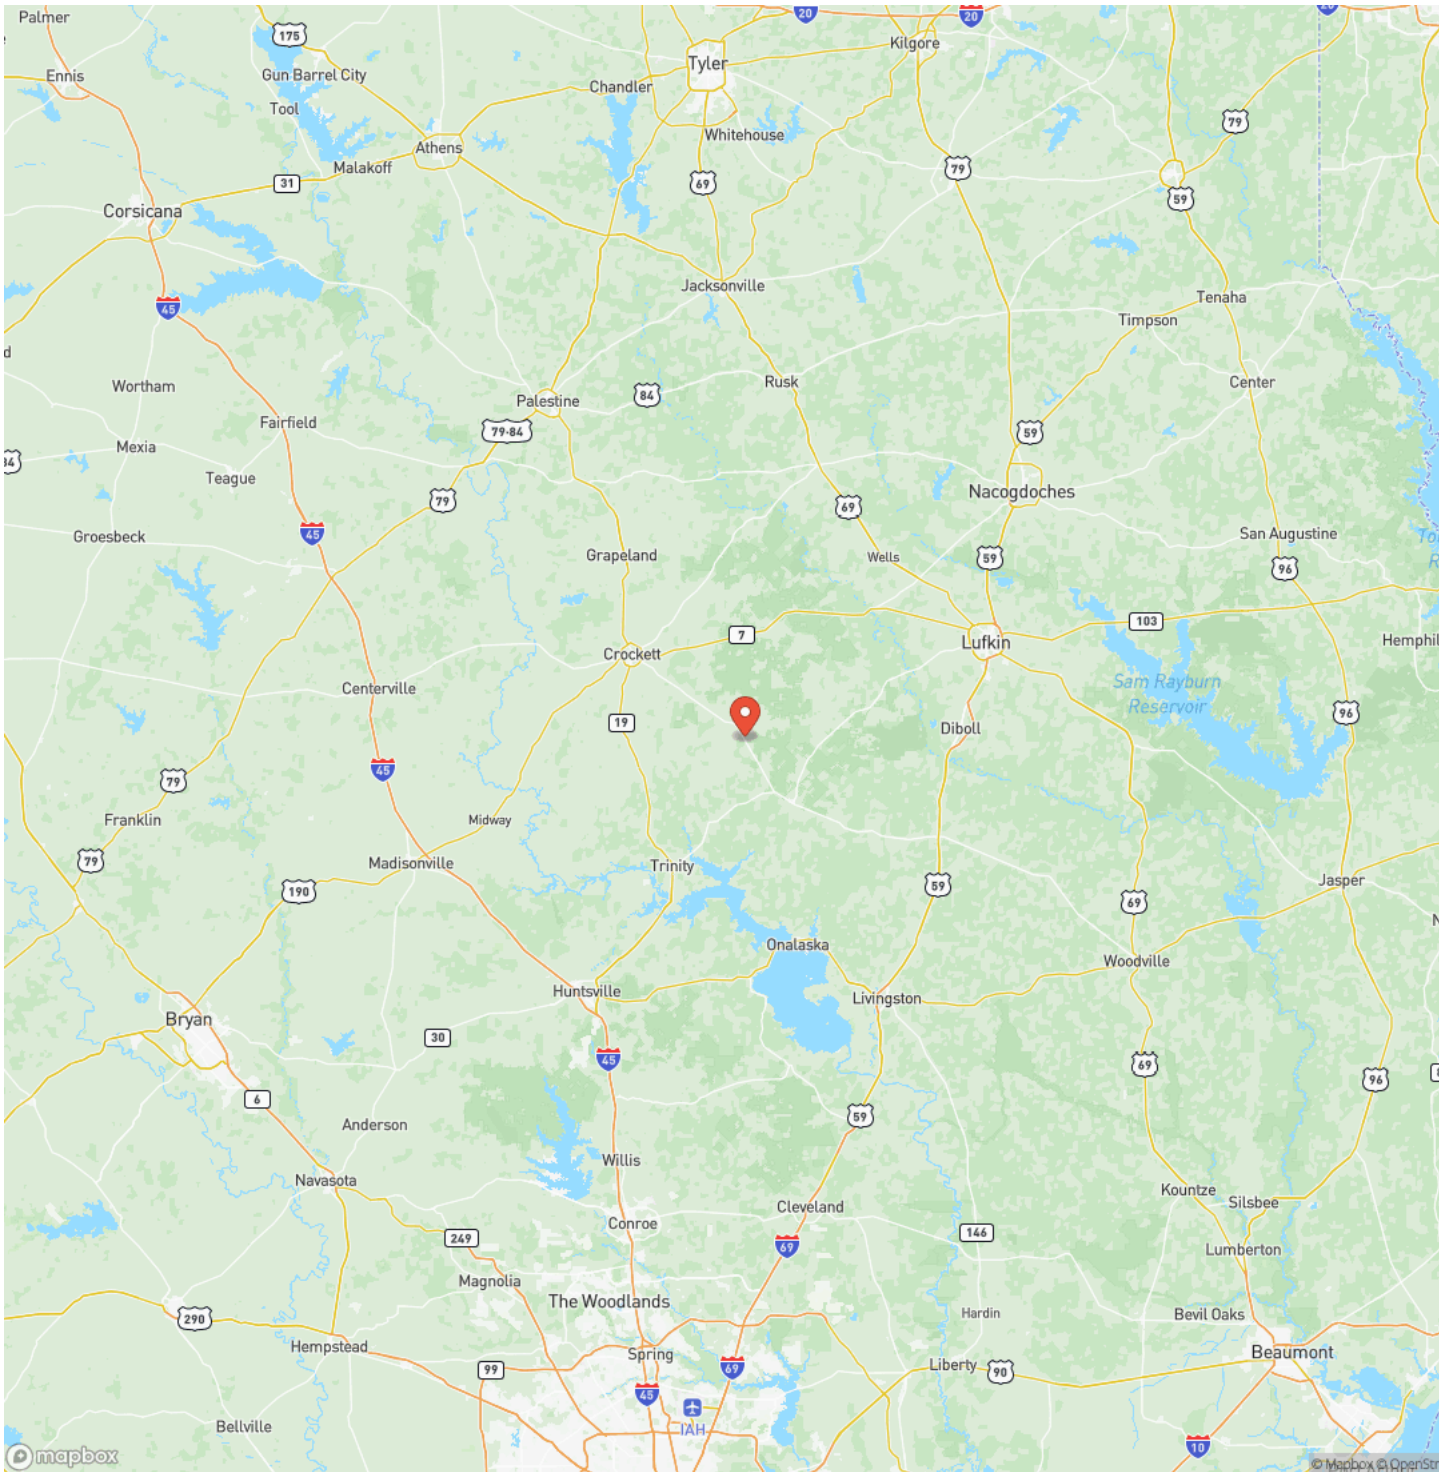 Palmer
20
20
20
175
Kilgore
Tyler
Ennis
Gun Barrel City
Chandler
Tool
79
Whitehouse
Athens
Malakoff
79
31
69
59
Corsicana
Jacksonville
Tenaha
45
Timpson
Rusk
Center
Wortham
84
Palestine
Fairfield
79-84
59
Mexia
84
Teague
Nacogdoches
79
69
45
San Augustine
Groesbeck
Grapeland
Wells
59
96
103
7
Hemphil
Lufkin
Crockett
Sam Rayburn
Reservoir
Centerville
96
19
Diboll
45
79
Midway
Franklin
79
Madisonville
Trinity
Jasper
59
190
69
Onalaska
Woodville
Huntsville
Livingston
Bryan
30
45
69
96
6
59
Anderson
Willis
Navasota
Kountze
Silsbee
Cleveland
Conroe
146
249
69
Lumberton
Magnolia
The Woodlands
Hardin
Bevil Oaks
290
Hempstead
Beaumont
Spring
Liberty
69
99
90
45
IAH
Bellville
10
mapbox
© Mapbox © OpenStr